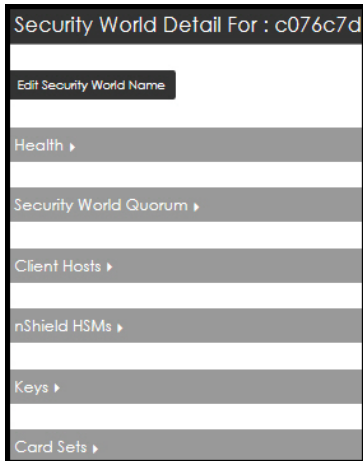 Security World Detail For : c076c7d
Edit Security World Name
Health
Security World Quorum
Client Hosts
nShield HSMs
Keys
Card Sets